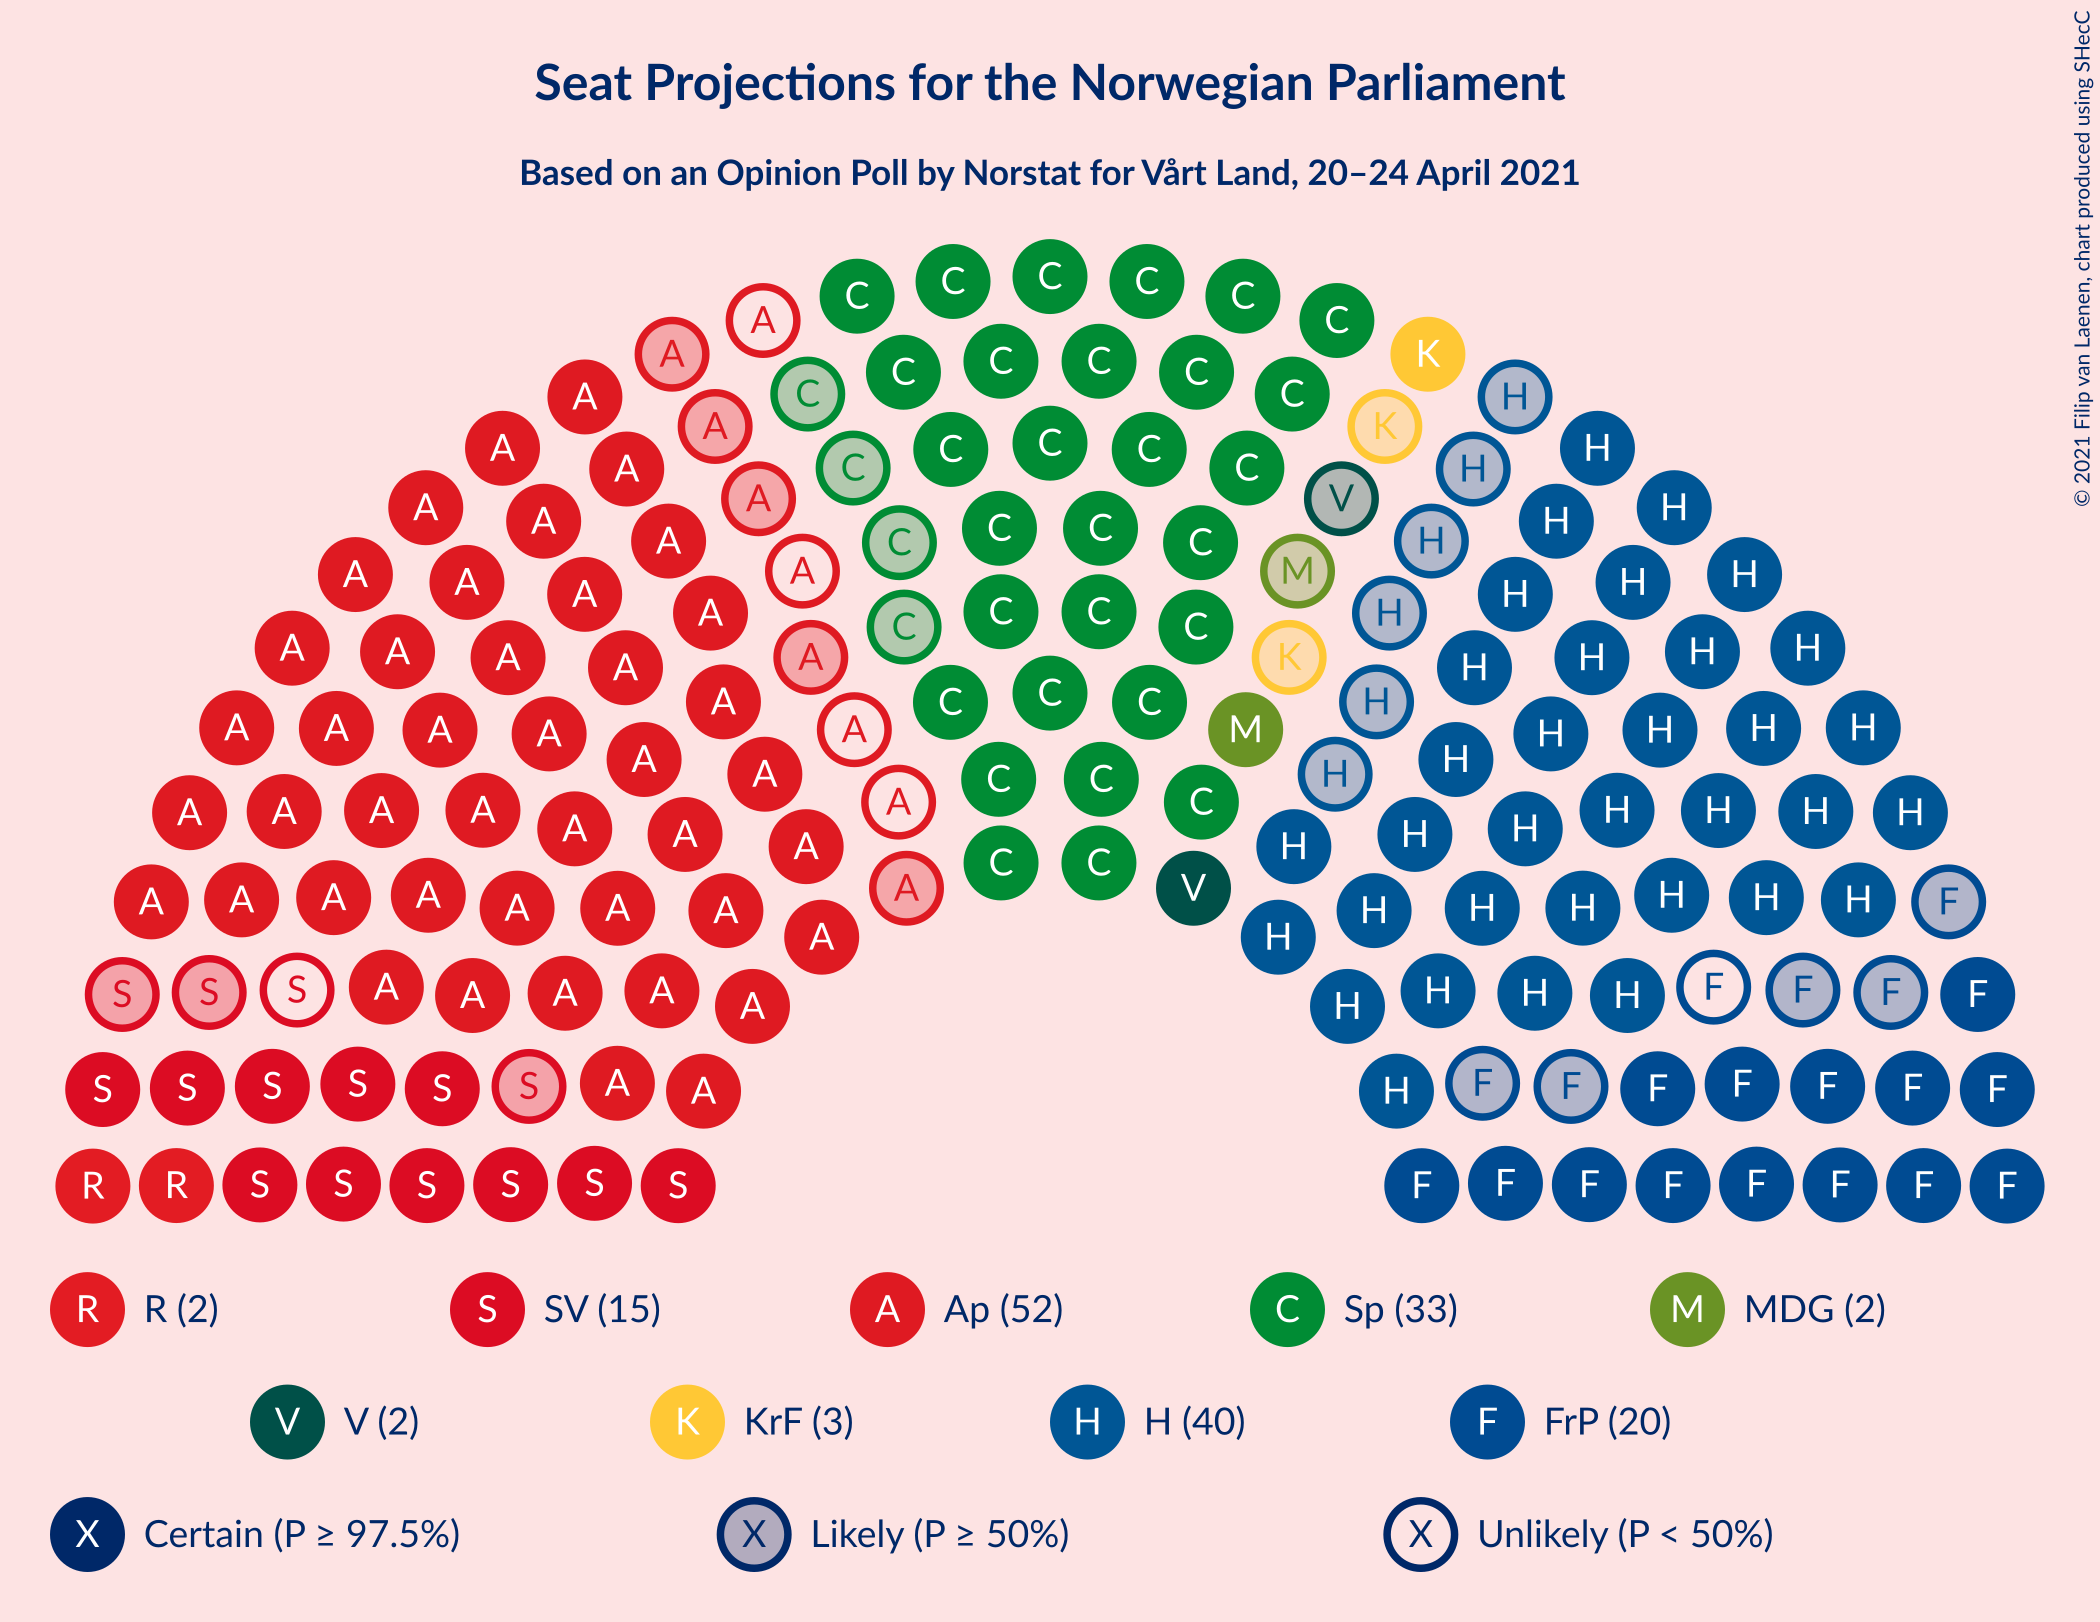 Seat Projections for the Norwegian Parliament
Based on an Opinion Poll by Norstat for Vårt Land, 20–24 April 2021
© 2021 Filip van Laenen, chart produced using SHecC
C C C C C
A C
A C C C C K
A C C K H
A A C C C C C H H
A A A C C C V H H H
A A A C C C H H H
A A A A M H H H
A A A C C C C K H H H
A A A A C C C M H H H H
A A A A A A C C C H H H H H H
A A A A A A A A C C C H H H H H H H
A A A A A A A A C C V H H H H H H H F
A H
S S S A A A A A H H H H F F F F
S S S S S S A A H F F F F F F F
R R S S S S S S F F F F F F F F
R R (2) S SV (15) A Ap (52) C Sp (33) M MDG (2)
V V (2) K KrF (3) H H (40) F FrP (20)
X Certain (P ≥ 97.5%) X Likely (P ≥ 50%) X Unlikely (P < 50%)